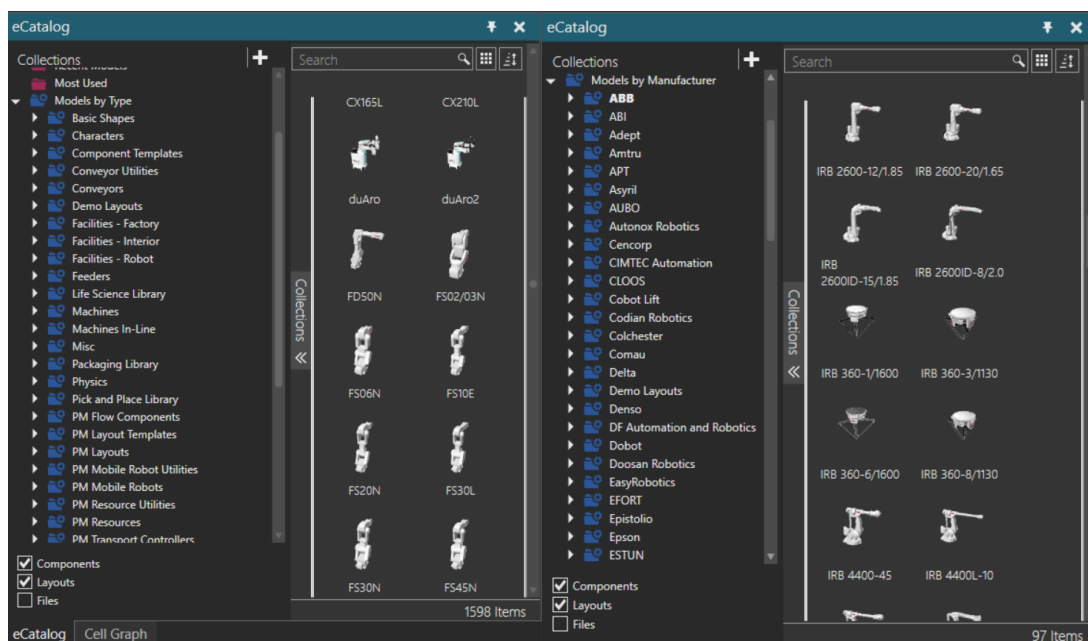 eCatalog
Collections
Search
Recent Models
Most Used
Models by Type
Basic Shapes
Characters
Component Templates
Conveyor Utilities
Conveyors
Demo Layouts
Facilities - Factory
Facilities - Interior
Facilities - Robot
Feeders
Life Science Library
Machines
Machines In-Line
Misc
Packaging Library
Physics
Pick and Place Library
PM Flow Components
PM Layout Templates
PM Layouts
PM Mobile Robot Utilities
PM Mobile Robots
PM Resource Utilities
PM Resources
PM Transport Controllers
Components
Layouts
Files
Collections
CX165L CX210L
duAro duAro2
FD50N FS02/03N
FS06N FS10E
FS20N FS30L
FS30N FS45N
1598 Items
eCatalog Cell Graph
eCatalog
Collections
Search
Models by Manufacturer
ABB
ABI
Adept
Amtru
APT
Asyril
AUBO
Autonox Robotics
Cencorp
CIMTEC Automation
CLOOS
Cobot Lift
Codian Robotics
Colchester
Comau
Delta
Demo Layouts
Denso
DF Automation and Robotics
Dobot
Doosan Robotics
EasyRobotics
EFORT
Epistolio
Epson
ESTUN
Components
Layouts
Files
Collections
IRB 2600-12/1.85 IRB 2600-20/1.65
IRB
2600ID-15/1.85 IRB 2600ID-8/2.0
IRB 360-1/1600 IRB 360-3/1130
IRB 360-6/1600 IRB 360-8/1130
IRB 4400-45 IRB 4400L-10
97 Items